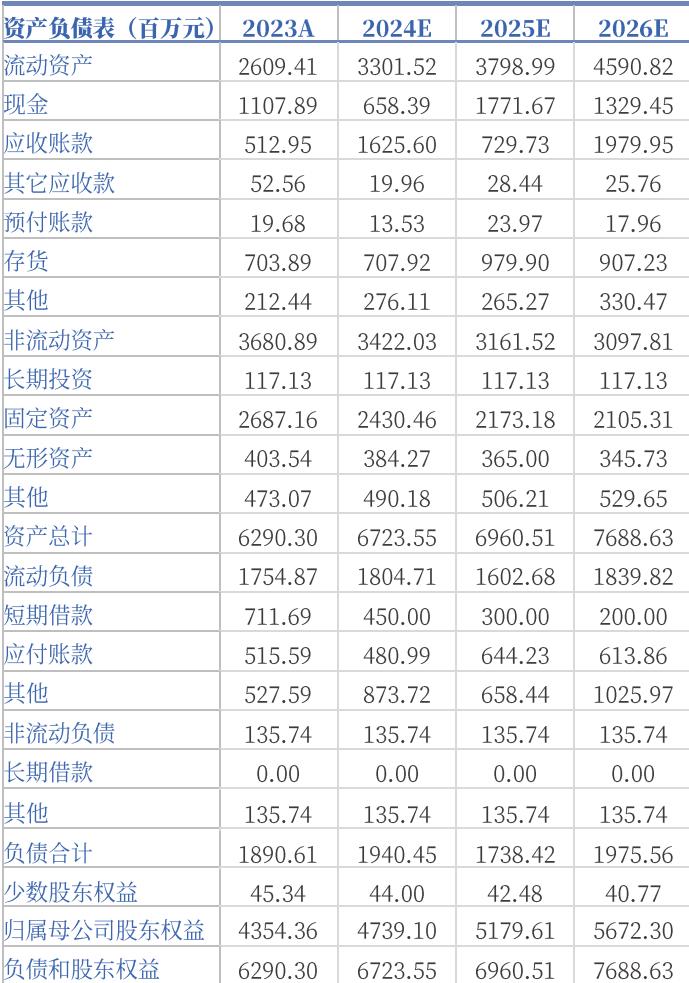 资产负债表（百万元） 2023A 2024E 2025E 2026E
流动资产 2609.41 3301.52 3798.99 4590.82
现金 1107.89 658.39 1771.67 1329.45
应收账款 512.95 1625.60 729.73 1979.95
其它应收款 52.56 19.96 28.44 25.76
预付账款 19.68 13.53 23.97 17.96
存货 703.89 707.92 979.90 907.23
其他 212.44 276.11 265.27 330.47
非流动资产 3680.89 3422.03 3161.52 3097.81
长期投资 117.13 117.13 117.13 117.13
固定资产 2687.16 2430.46 2173.18 2105.31
无形资产 403.54 384.27 365.00 345.73
其他 473.07 490.18 506.21 529.65
资产总计 6290.30 6723.55 6960.51 7688.63
流动负债 1754.87 1804.71 1602.68 1839.82
短期借款 711.69 450.00 300.00 200.00
应付账款 515.59 480.99 644.23 613.86
其他 527.59 873.72 658.44 1025.97
非流动负债 135.74 135.74 135.74 135.74
长期借款 0.00 0.00 0.00 0.00
其他 135.74 135.74 135.74 135.74
负债合计 1890.61 1940.45 1738.42 1975.56
少数股东权益 45.34 44.00 42.48 40.77
归属母公司股东权益 4354.36 4739.10 5179.61 5672.30
负债和股东权益 6290.30 6723.55 6960.51 7688.63